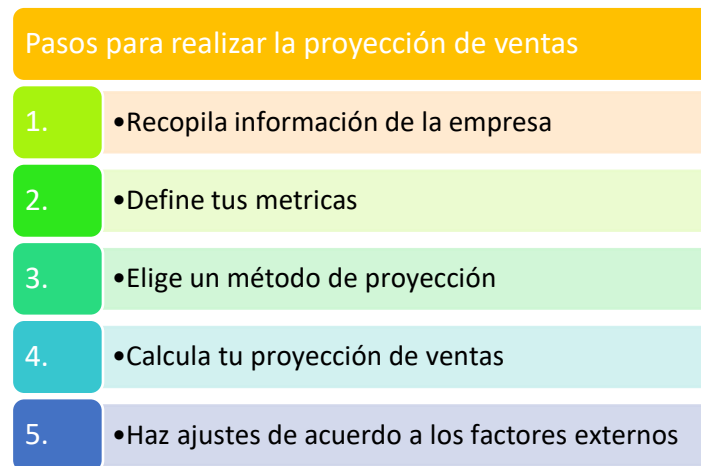 Pasos para realizar la proyección de ventas
1. •Recopila información de la empresa
2. •Define tus metricas
3. •Elige un método de proyección
4. •Calcula tu proyección de ventas
5. •Haz ajustes de acuerdo a los factores externos